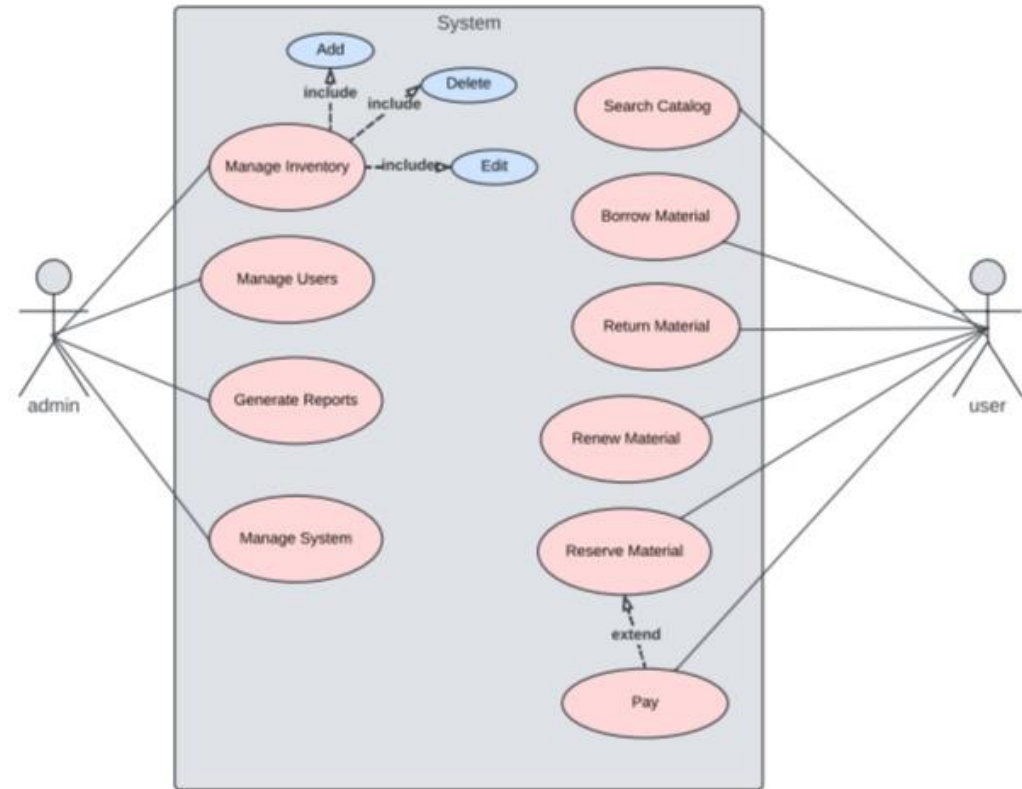 System
Add
include
Delete
include
Manage Inventory
include
Edit
Search Catalog
Borrow Material
Manage Users
Return Material
admin
user
Generate Reports
Renew Material
Manage System
Reserve Material
extend
Pay